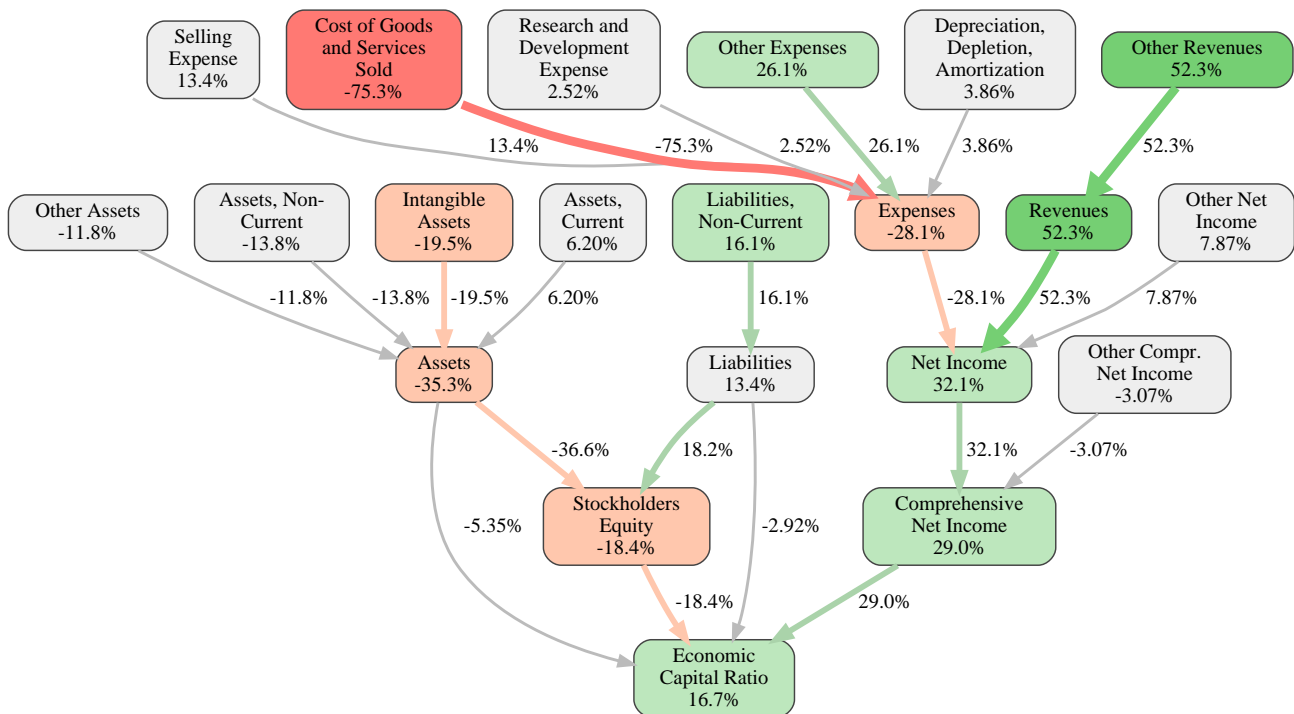 Selling
Expense
13.4%
Cost of Goods
and Services
Sold
-75.3%
Research and
Development
Expense
2.52%
Other Expenses
26.1%
Depreciation,
Depletion,
Amortization
3.86%
Other Revenues
52.3%
13.4%
-75.3%
2.52%
26.1%
3.86%
52.3%
Other Assets
-11.8%
Assets, Non-
Current
-13.8%
Intangible
Assets
-19.5%
Assets,
Current
6.20%
Liabilities,
Non-Current
16.1%
Expenses
-28.1%
Revenues
52.3%
Other Net
Income
7.87%
-11.8%
-13.8%
-19.5%
6.20%
16.1%
-28.1%
52.3%
7.87%
Assets
-35.3%
Liabilities
13.4%
Net Income
32.1%
Other Compr.
Net Income
-3.07%
-36.6%
18.2%
32.1%
-3.07%
Stockholders
Equity
-18.4%
Comprehensive
Net Income
29.0%
-5.35%
-2.92%
-18.4%
29.0%
Economic
Capital Ratio
16.7%